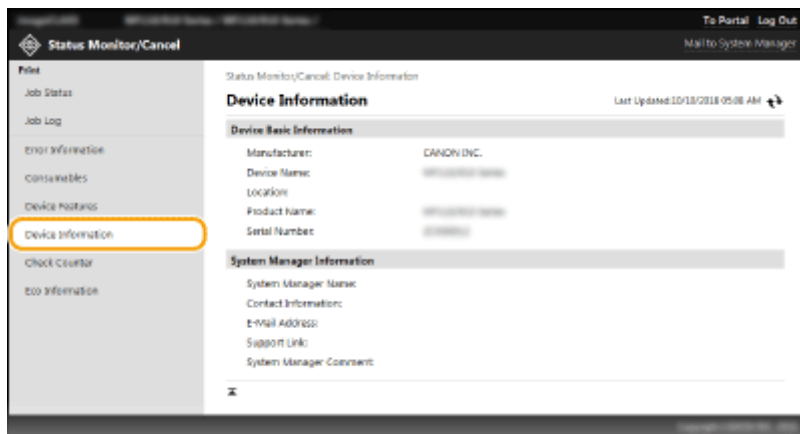 To Portal Log Out
Status Monitor/Cancel
Mail to System Manager
Print
Job Status
Job Log
Error Information
Consumables
Device Features
Device Information
Check Counter
Eco Information
Status Monitor/Cancel: Device Information
Device Information
Last Updated:10/18/2018 05:08 AM
Device Basic Information
Manufacturer: CANON INC.
Device Name:
Location:
Product Name:
Serial Number:
System Manager Information
System Manager Name:
Contact Information:
E-Mail Address:
Support Link:
System Manager Comment: